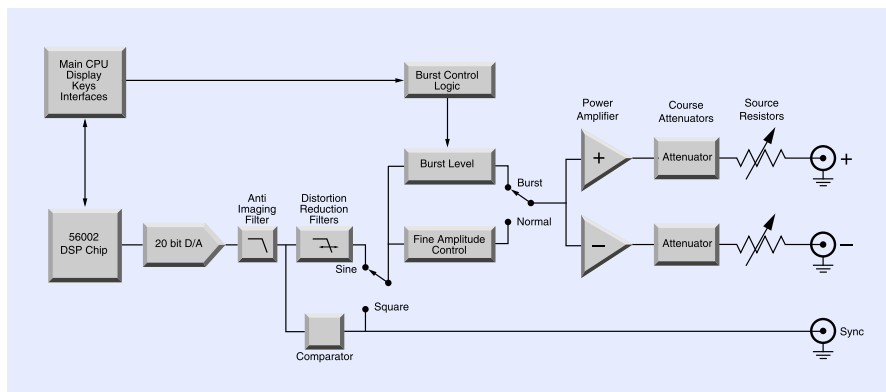 Main CPU
Display
Keys
Interfaces
Burst Control
Logic
Power
Amplifier
Course
Attenuators
Source
Resistors
Burst Level
Burst
+
Attenuator
+
Anti
Imaging
Filter
Distortion
Reduction
Filters
56002
DSP Chip
20 bit D/A
Sine
Fine Amplitude
Control
Normal
−
Attenuator
−
Square
Comparator
Sync